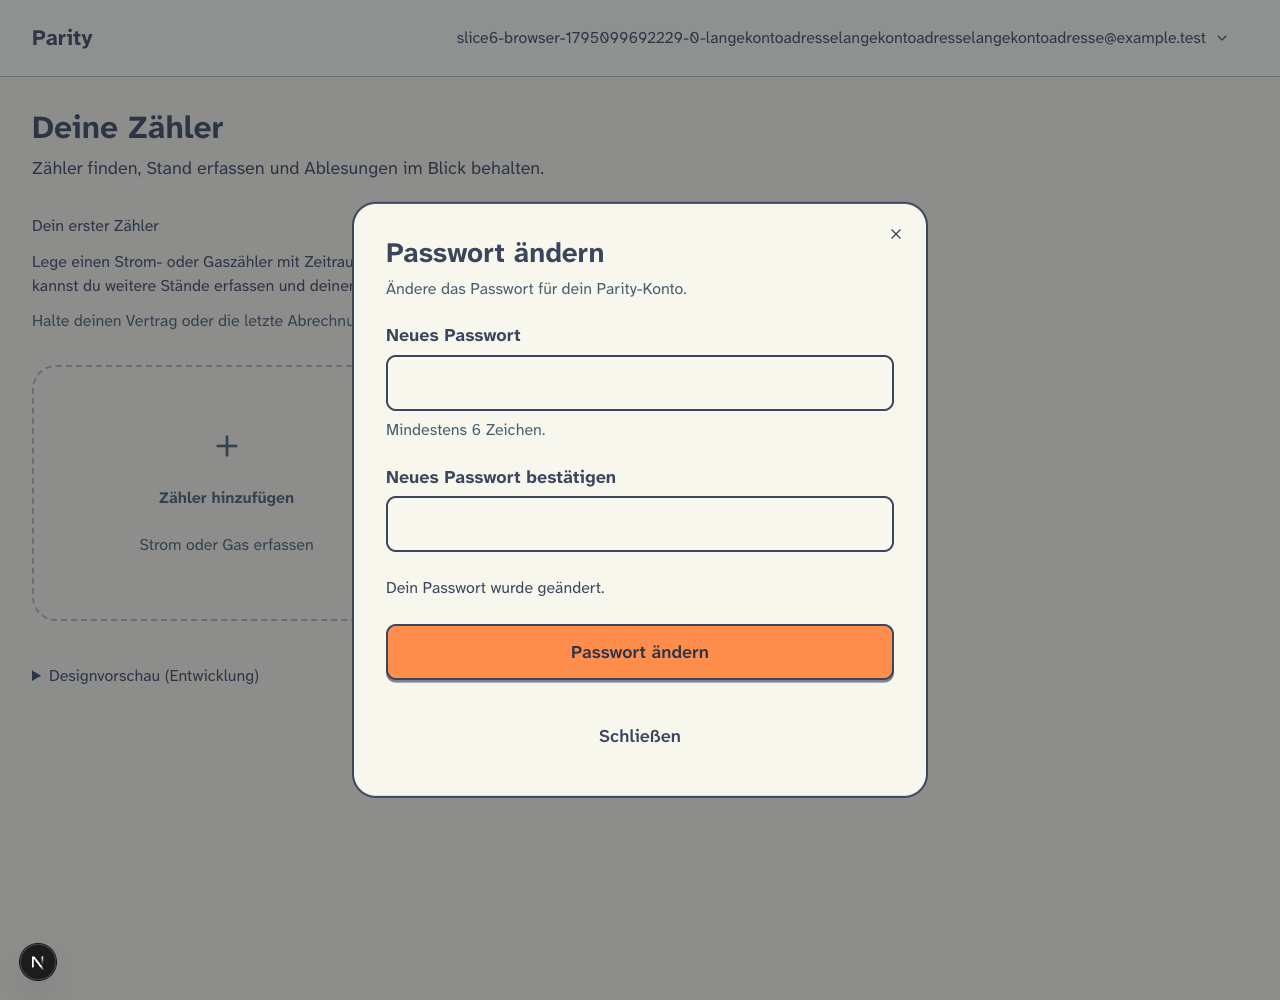 Parity
slice6-browser-1795099692229-0-langekontoadresselangekontoadresselangekontoadresse@example.test
Deine Zähler
Zähler finden, Stand erfassen und Ablesungen im Blick behalten.
Dein erster Zähler
Lege einen Strom- oder Gaszähler mit
kannst du weitere Stände erfassen und
Halte deinen Vertrag oder die letzte
+
Zähler hinzufügen
Strom oder Gas erfassen
Designvorschau (Entwicklung)
Passwort ändern
Ändere das Passwort für dein Parity-Konto.
Neues Passwort
Mindestens 6 Zeichen.
Neues Passwort bestätigen
Dein Passwort wurde geändert.
Passwort ändern
Schließen
N